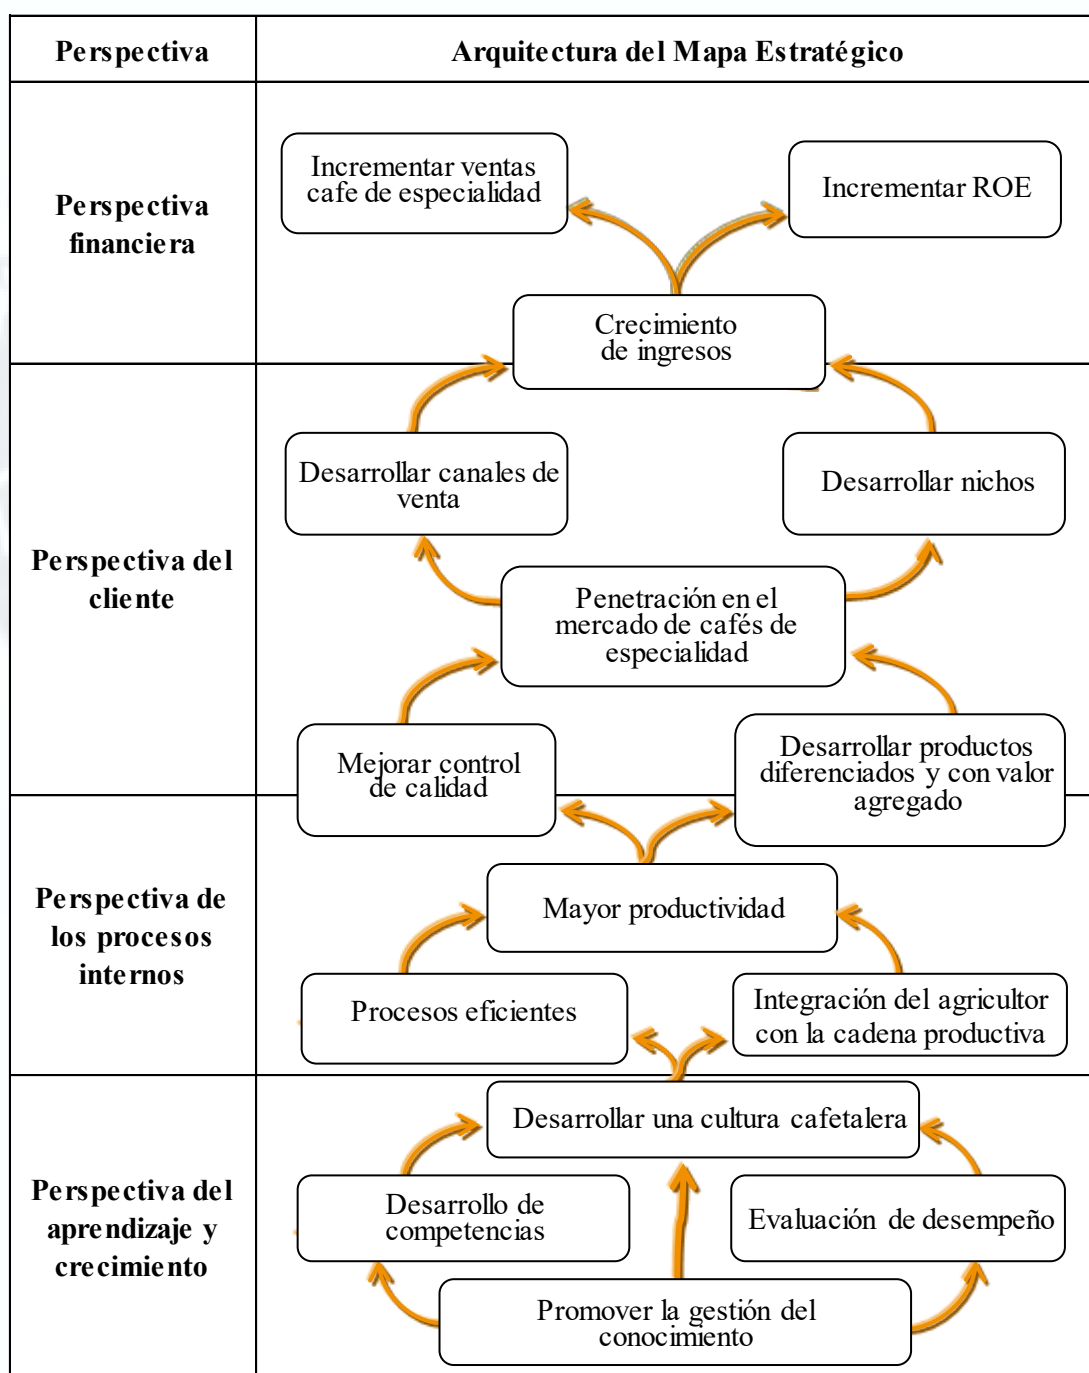 Perspectiva
Arquitectura del Mapa Estratégico
Perspectiva
financiera
Incrementar ventas
cafe de especialidad
Incrementar ROE
Crecimiento
de ingresos
Perspectiva del
cliente
Desarrollar canales de
venta
Desarrollar nichos
Penetración en el
mercado de cafés de
especialidad
Mejorar control
de calidad
Desarrollar productos
diferenciados y con valor
agregado
Perspectiva de
los procesos
internos
Mayor productividad
Procesos eficientes
Integración del agricultor
con la cadena productiva
Perspectiva del
aprendizaje y
crecimiento
Desarrollar una cultura cafetalera
Desarrollo de
competencias
Evaluación de desempeño
Promover la gestión del
conocimiento